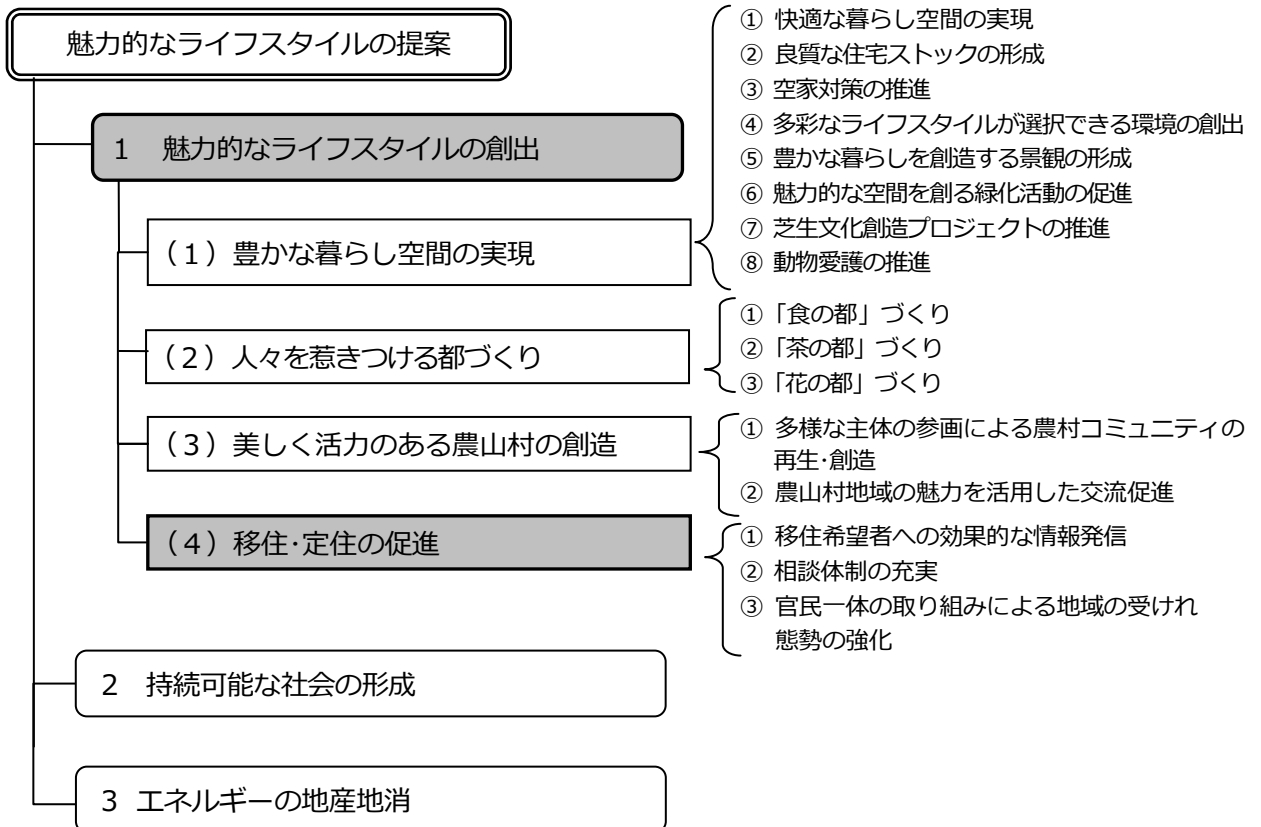 魅力的なライフスタイルの提案
1 魅力的なライフスタイルの創出
(1)豊かな暮らし空間の実現
① 快適な暮らし空間の実現
② 良質な住宅ストックの形成
③ 空家対策の推進
④ 多彩なライフスタイルが選択できる環境の創出
⑤ 豊かな暮らしを創造する景観の形成
⑥ 魅力的な空間を創る緑化活動の促進
⑦ 芝生文化創造プロジェクトの推進
⑧ 動物愛護の推進
(2)人々を惹きつける都づくり
①「食の都」づくり
②「茶の都」づくり
③「花の都」づくり
(3)美しく活力のある農山村の創造
① 多様な主体の参画による農村コミュニティの
再生・創造
② 農山村地域の魅力を活用した交流促進
(4)移住・定住の促進
① 移住希望者への効果的な情報発信
② 相談体制の充実
③ 官民一体の取り組みによる地域の受けれ
態勢の強化
2 持続可能な社会の形成
3 エネルギーの地産地消